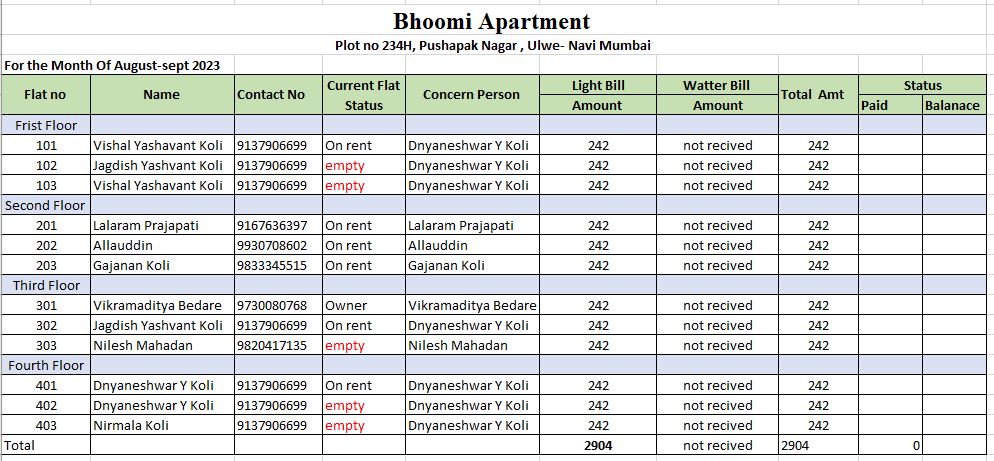 Bhoomi Apartment
Plot no 234H, Pushapak Nagar , Ulwe- Navi Mumbai
For the Month Of August-sept 2023
Flat no Name Contact No Current Flat Status Concern Person Light Bill Watter Bill Total Amt Status
Amount Amount Paid Balanace
Frist Floor
101 Vishal Yashavant Koli 9137906699 On rent Dnyaneshwar Y Koli 242 not recived 242
102 Jagdish Yashvant Koli 9137906699 empty Dnyaneshwar Y Koli 242 not recived 242
103 Vishal Yashavant Koli 9137906699 empty Dnyaneshwar Y Koli 242 not recived 242
Second Floor
201 Lalaram Prajapati 9167636397 On rent Lalaram Prajapati 242 not recived 242
202 Allauddin 9930708602 On rent Allauddin 242 not recived 242
203 Gajanan Koli 9833345515 On rent Gajanan Koli 242 not recived 242
Third Floor
301 Vikramaditya Bedare 9730080768 Owner Vikramaditya Bedare 242 not recived 242
302 Jagdish Yashvant Koli 9137906699 On rent Dnyaneshwar Y Koli 242 not recived 242
303 Nilesh Mahadan 9820417135 empty Nilesh Mahadan 242 not recived 242
Fourth Floor
401 Dnyaneshwar Y Koli 9137906699 On rent Dnyaneshwar Y Koli 242 not recived 242
402 Dnyaneshwar Y Koli 9137906699 empty Dnyaneshwar Y Koli 242 not recived 242
403 Nirmala Koli 9137906699 empty Dnyaneshwar Y Koli 242 not recived 242
Total 2904 not recived 2904 0